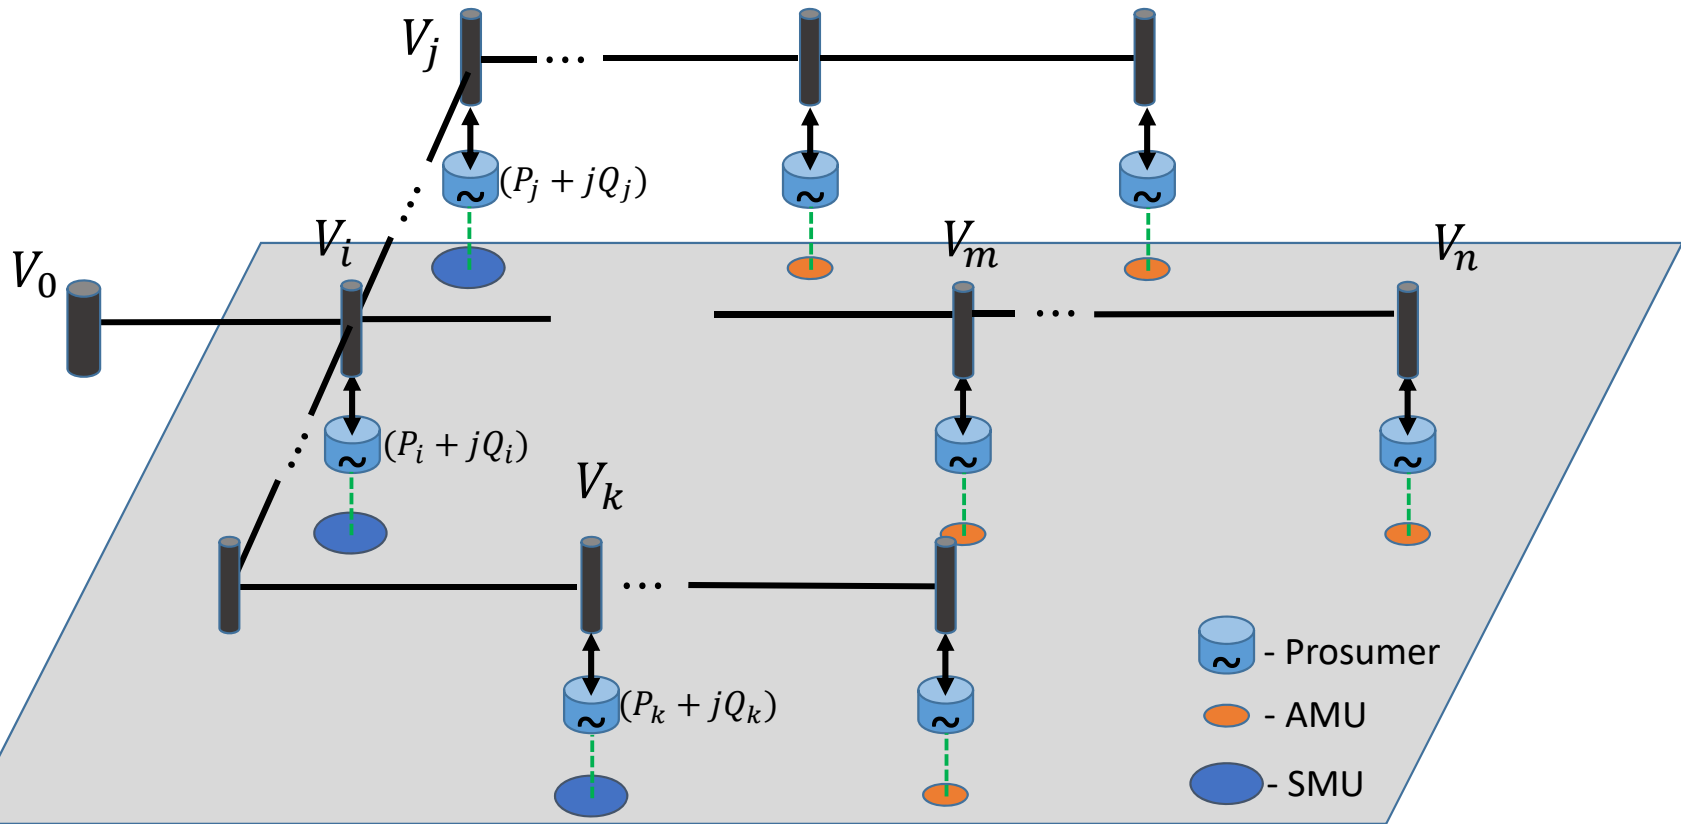 V_j
(P_j + jQ_j)
V_i
V_m
V_n
V_0
(P_i + jQ_i)
V_k
(P_k + jQ_k)
- Prosumer
- AMU
- SMU